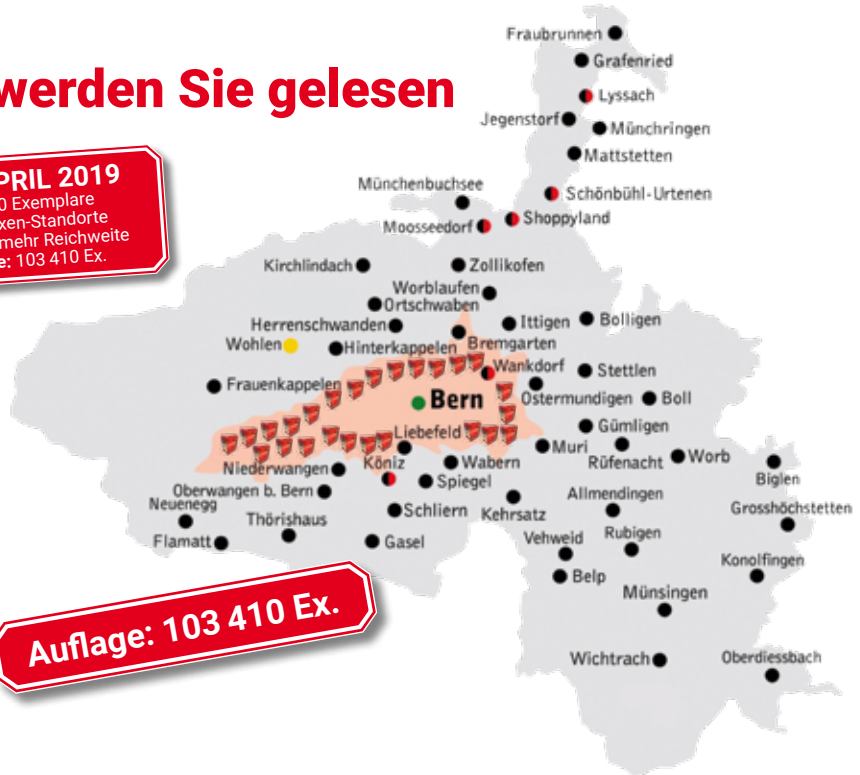 werden Sie gelesen
PRIL 2019
0 Exemplare
xen-Standorte
mehr Reichweite
e: 103 410 Ex.
Fraubrunnen
Grafenried
Lyssach
Jegenstorf
Münchringen
Mattstetten
Münchenbuchsee
Schönbühl-Urtenen
Moosseedorf
Shoppyland
Kirchlindach
Zollikofen
Worblaufen
Ortschwaben
Herrenschwanden
Ittigen
Bolligen
Wohlen
Hinterkappelen
Bremgarten
Wankdorf
Stettlen
Frauenkappelen
Bern
Ostermundigen
Boll
Liebefeld
Gümligen
Muri
Niederwangen
Köniz
Wabern
Rüfenacht
Worb
Biglen
Oberwangen b. Bern
Spiegel
Neuenegg
Schliern
Kehrsatz
Allmendingen
Grosshöchstetten
Thörishaus
Flamatt
Gasel
Vehweid
Rubigen
Konolfingen
Belp
Münsingen
Auflage: 103 410 Ex.
Wichtrach
Oberdiessbach